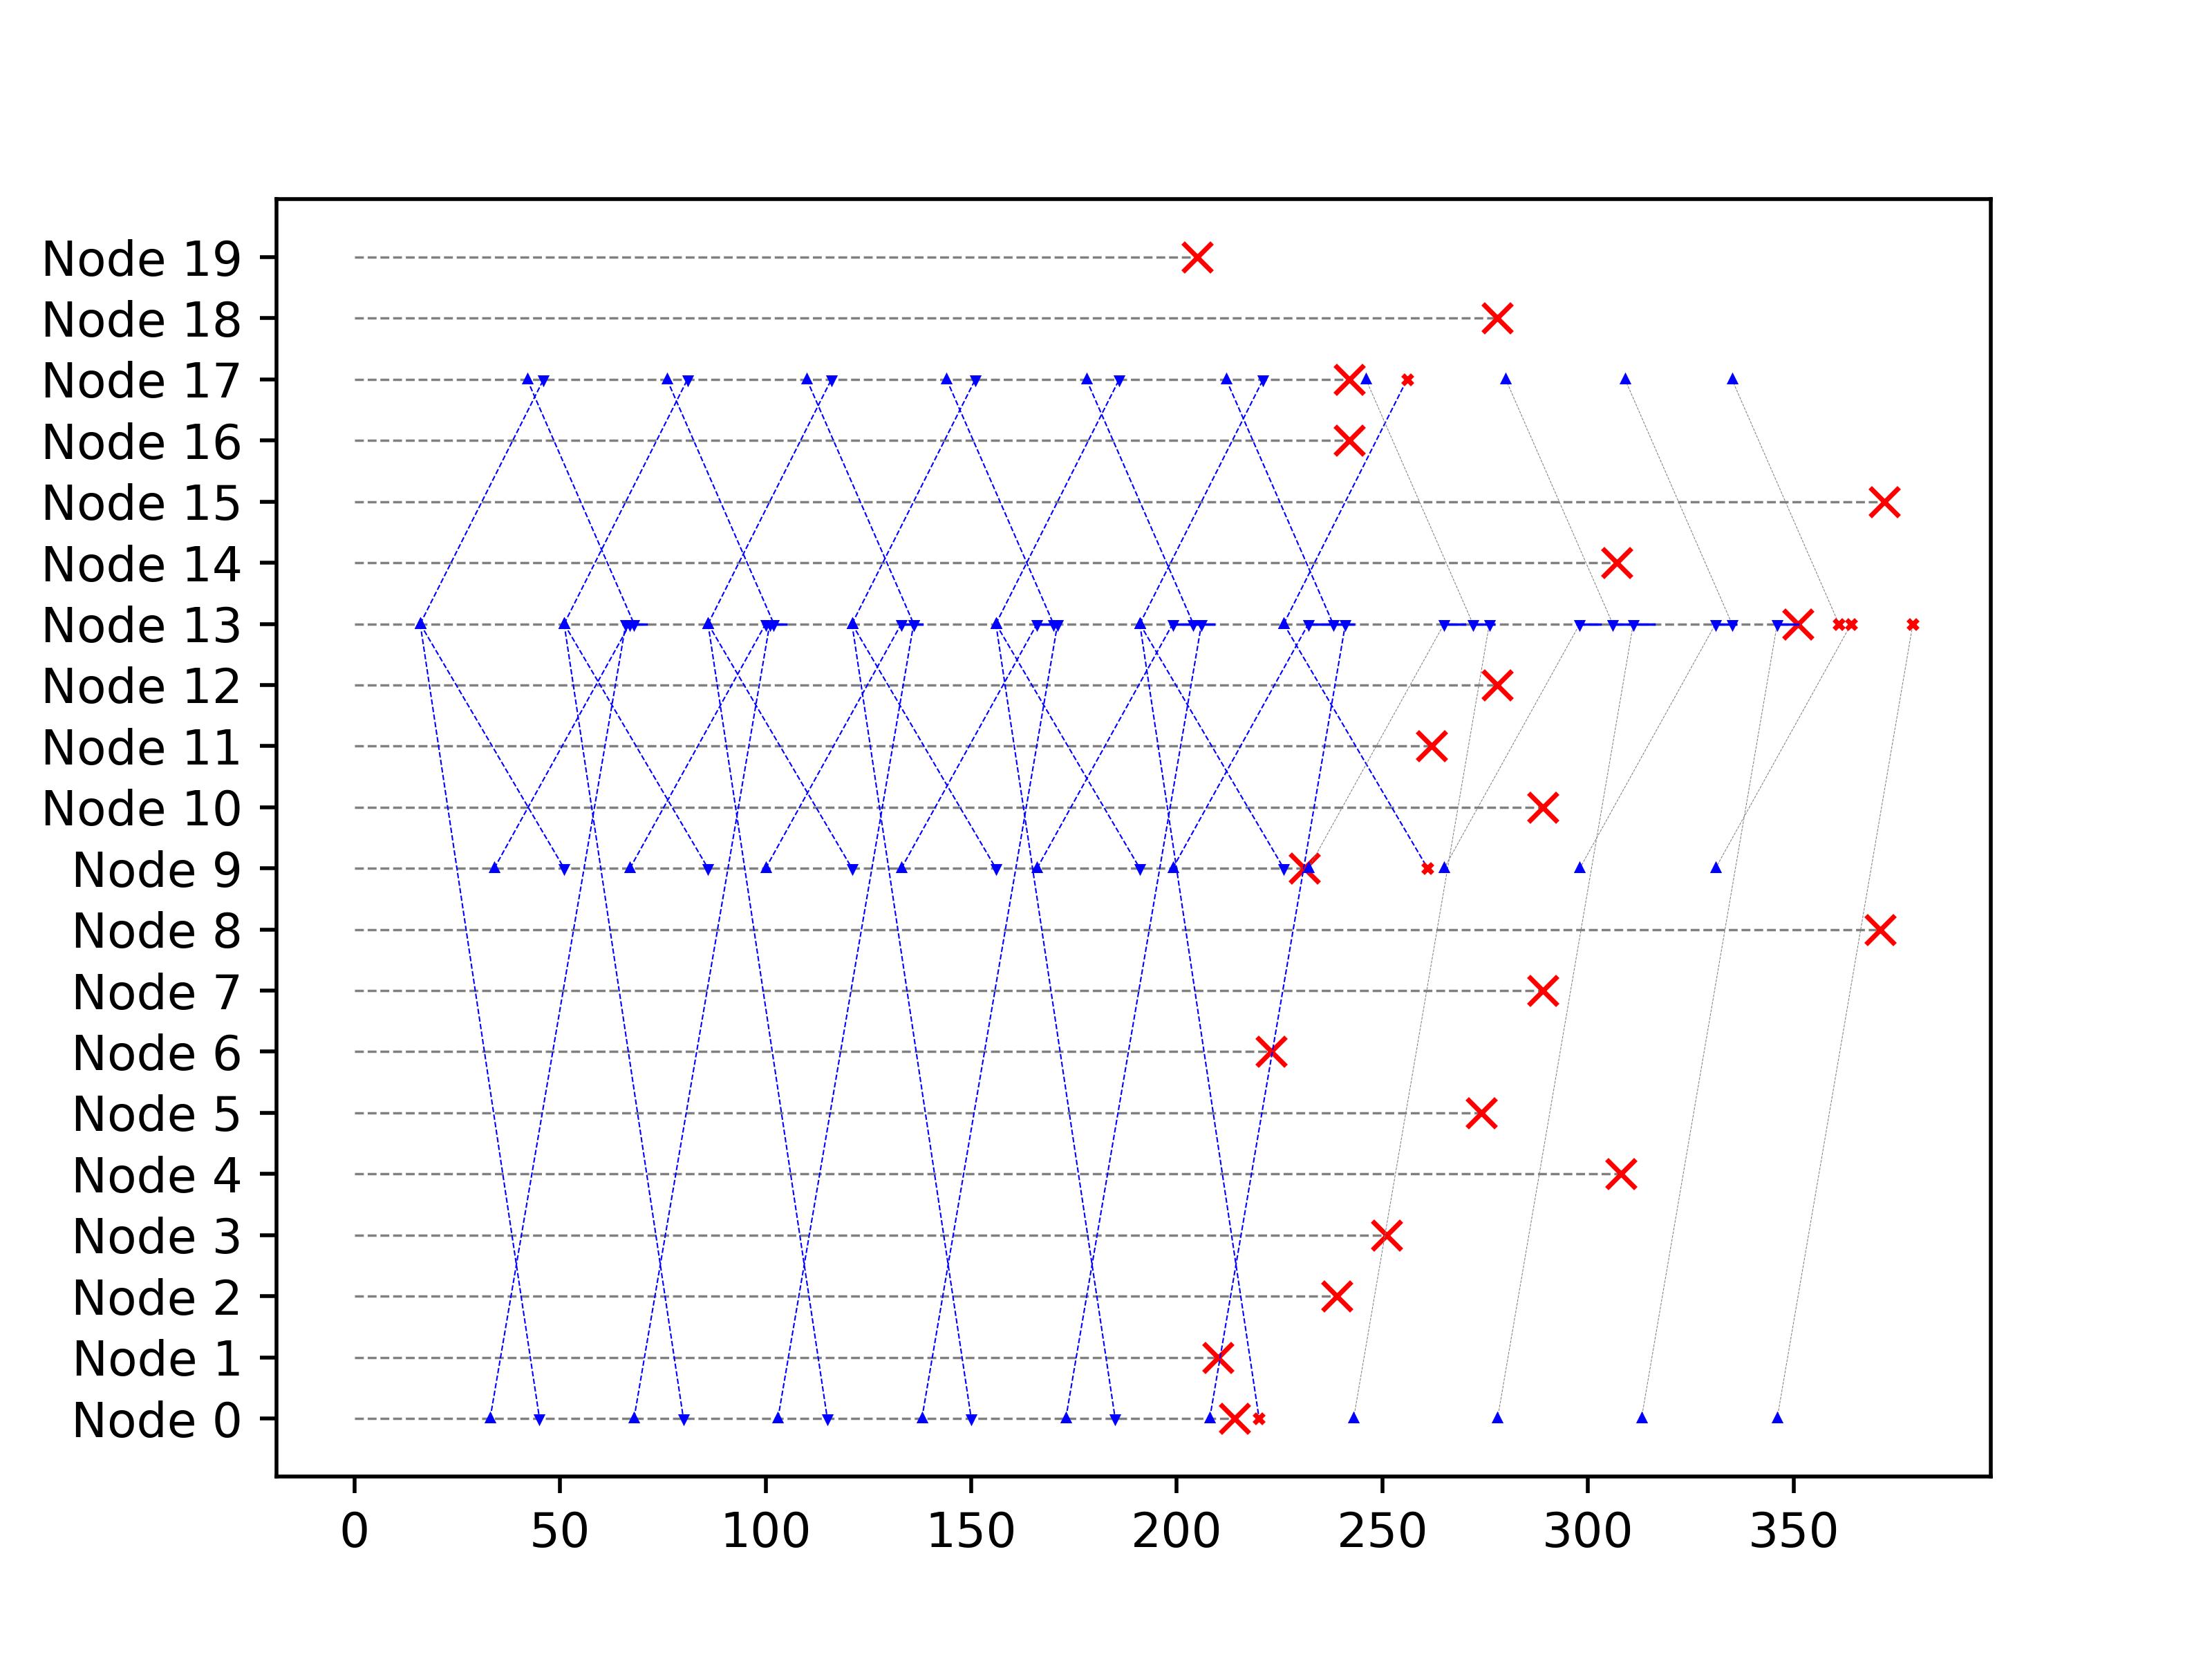 Node 19
Node 18
Node 17
Node 16
Node 15
Node 14
Node 13
Node 12
Node 11
Node 10
Node 9
Node 8
Node 7
Node 6
Node 5
Node 4
Node 3
Node 2
Node 1
Node 0
0 50 100 150 200 250 300 350